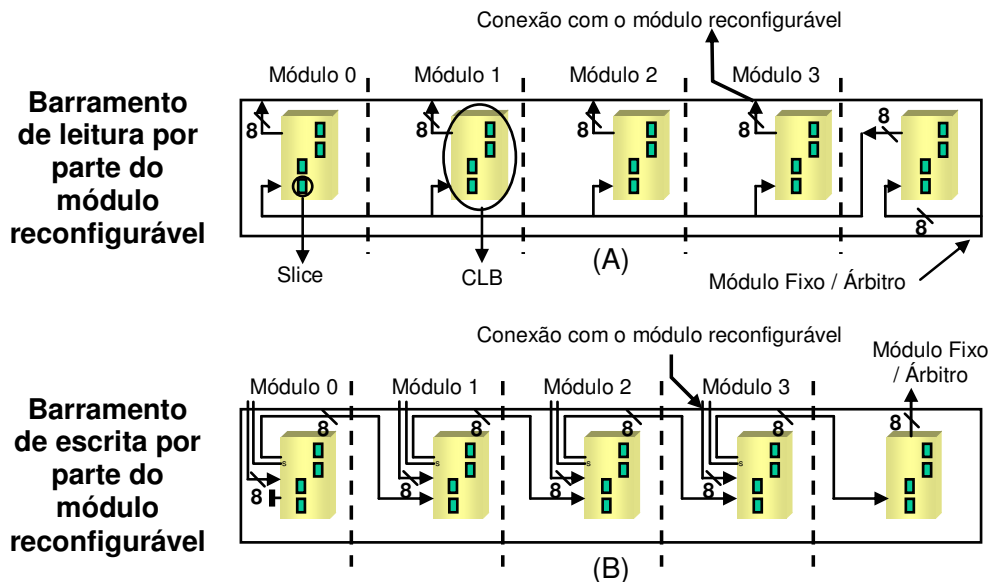 Conexão com o módulo reconfigurável
Módulo 0
Módulo 1
Módulo 2
Módulo 3
Barramento
de leitura por
parte do
módulo
reconfigurável
8
8
8
8
8
8
Slice
CLB
(A)
Módulo Fixo / Árbitro
Conexão com o módulo reconfigurável
Módulo Fixo
/ Árbitro
Módulo 0
Módulo 1
Módulo 2
Módulo 3
Barramento
de escrita por
parte do
módulo
reconfigurável
8
8
8
8
8
s
s
s
s
8
8
8
8
(B)